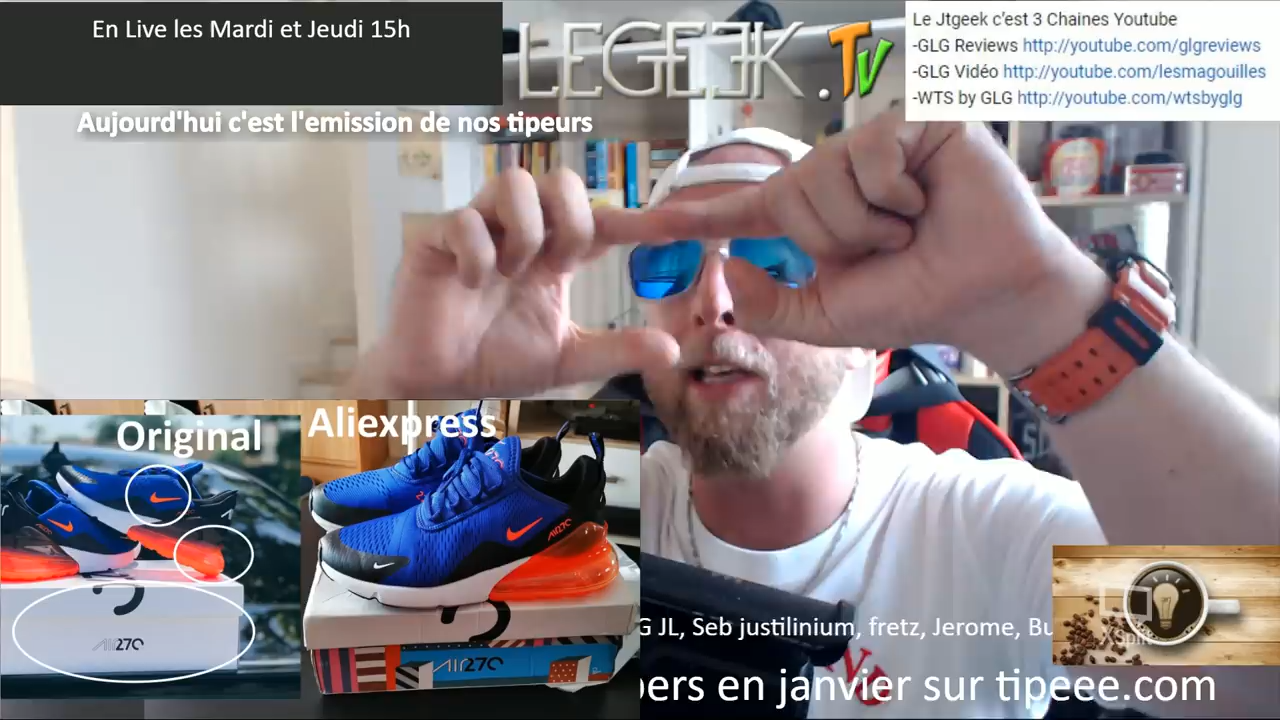 En Live les Mardi et Jeudi 15h
LEGEEK.TV
Le Jtgeek c'est 3 Chaines Youtube
-GLG Reviews http://youtube.com/glgreviews
-GLG Vidéo http://youtube.com/lesmagouilles
-WTS by GLG http://youtube.com/wtsbyglg
Aujourd'hui c'est l'emission de nos tipeurs
Original
Aliexpress
AIR270
AIR270
AIR270
G JL, Seb justilinium, fretz, Jerome, Bu
XSplit
pers en janvier sur tipeee.com